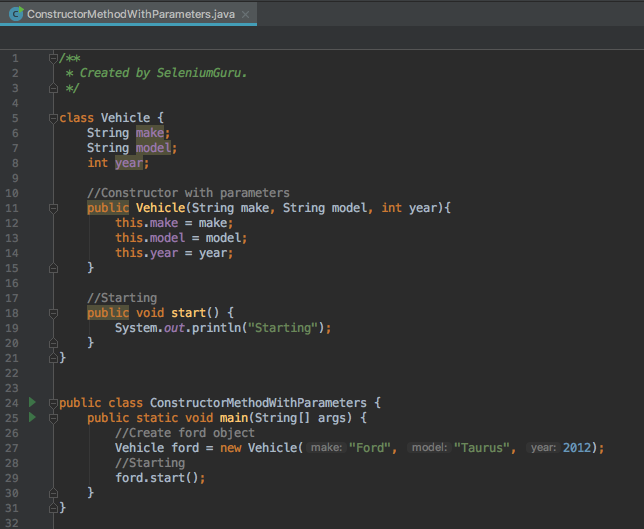 ConstructorMethodWithParameters.java
1 /**
2  * Created by SeleniumGuru.
3  */
4
5 class Vehicle {
6     String make;
7     String model;
8     int year;
9
10     //Constructor with parameters
11     public Vehicle(String make, String model, int year){
12         this.make = make;
13         this.model = model;
14         this.year = year;
15     }
16
17     //Starting
18     public void start() {
19         System.out.println("Starting");
20     }
21 }
22
23
24 public class ConstructorMethodWithParameters {
25     public static void main(String[] args) {
26         //Create ford object
27         Vehicle ford = new Vehicle( make: "Ford", model: "Taurus", year: 2012);
28         //Starting
29         ford.start();
30     }
31 }
32